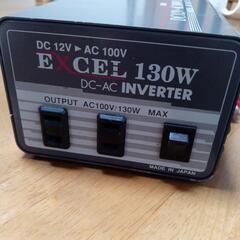 DC 12V ▶ AC 100V
EXCEL 130W
DC-AC INVERTER
OUTPUT AC100V/130W MAX
MADE IN JAPAN